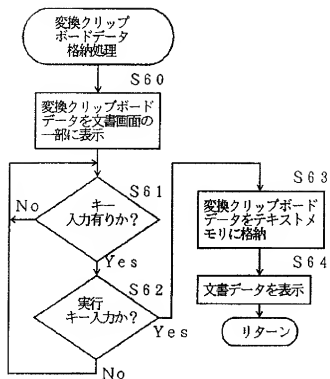 変換クリップ
ボードデータ
格納処理
S60
変換クリップボード
データを文書画面の
一部に表示
S61
No
キー
入力有りか?
Yes
S62
実行
キー入力か?
Yes
No
S63
変換クリップボード
データをテキストメ
モリに格納
S64
文書データを表示
リターン